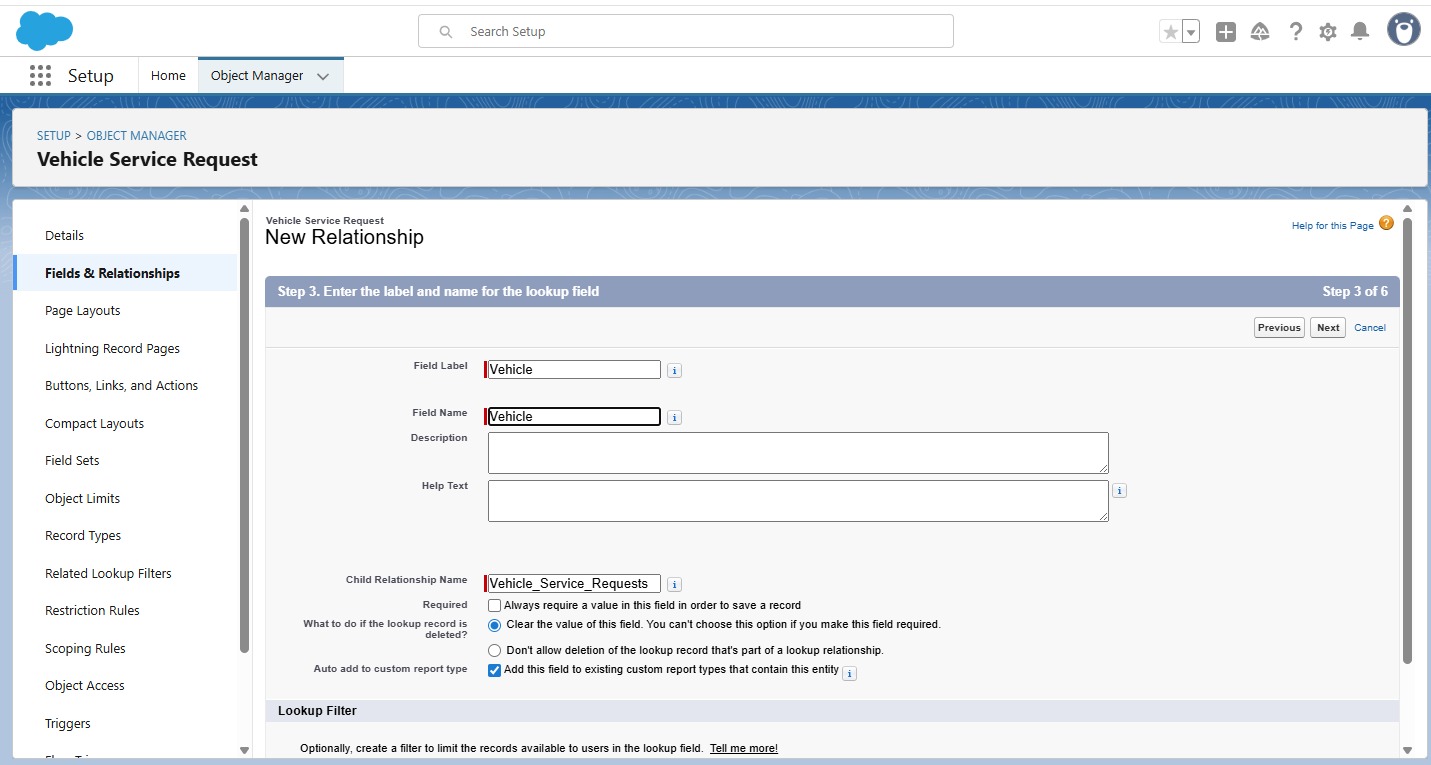 Search Setup
Setup
Home
Object Manager
SETUP > OBJECT MANAGER
Vehicle Service Request
Details
Fields & Relationships
Page Layouts
Lightning Record Pages
Buttons, Links, and Actions
Compact Layouts
Field Sets
Object Limits
Record Types
Related Lookup Filters
Restriction Rules
Scoping Rules
Object Access
Triggers
Vehicle Service Request
New Relationship
Help for this Page
Step 3. Enter the label and name for the lookup field
Step 3 of 6
Previous
Next
Cancel
Field Label
Vehicle
Field Name
Vehicle
Description
Help Text
Child Relationship Name
Vehicle_Service_Requests
Required
Always require a value in this field in order to save a record
What to do if the lookup record is
deleted?
Clear the value of this field. You can't choose this option if you make this field required.
Don't allow deletion of the lookup record that's part of a lookup relationship.
Auto add to custom report type
Add this field to existing custom report types that contain this entity
Lookup Filter
Optionally, create a filter to limit the records available to users in the lookup field. Tell me more!